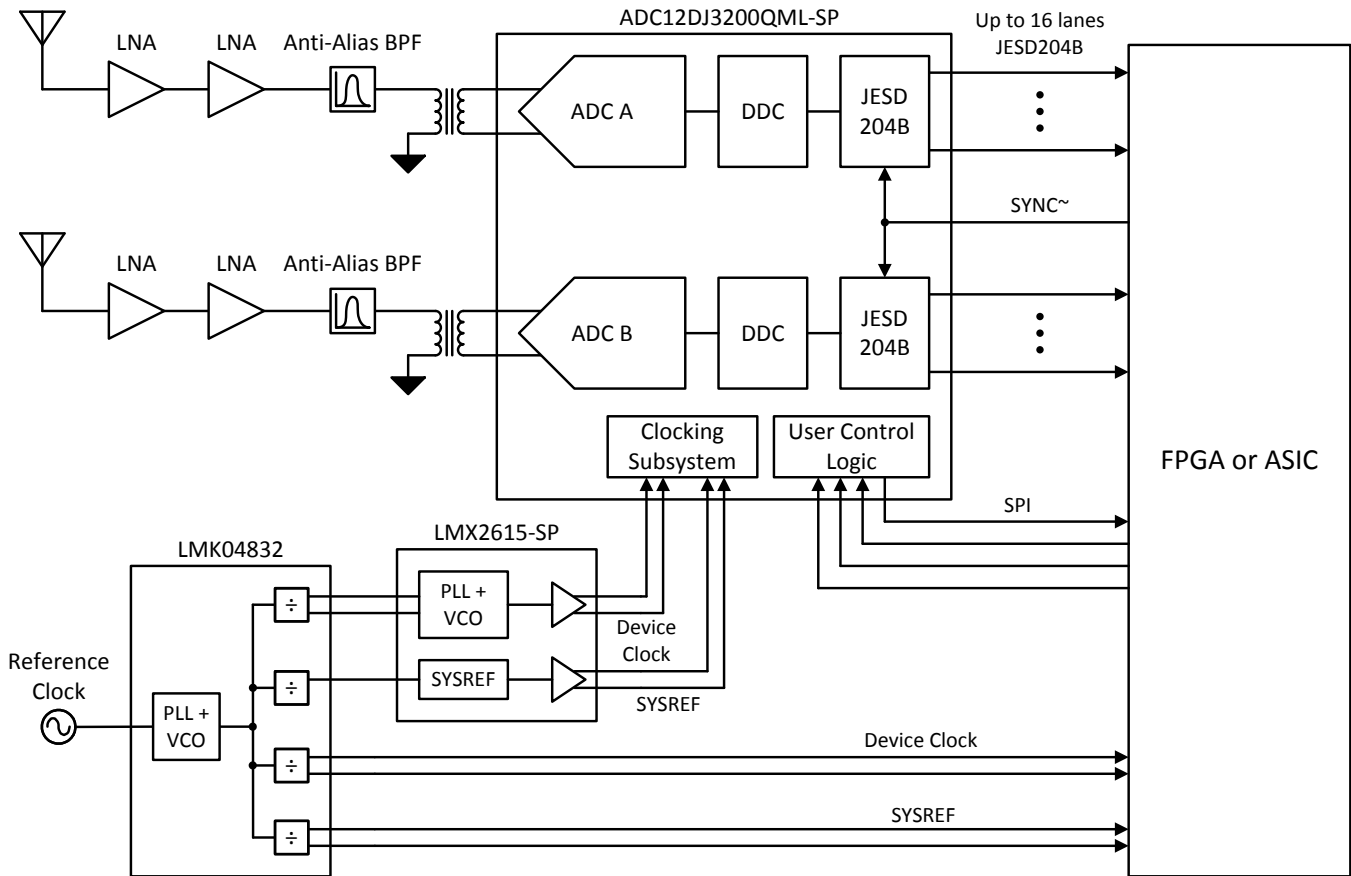 ADC12DJ3200QML-SP
Up to 16 lanes
JESD204B
LNA
LNA
Anti-Alias BPF
ADC A
DDC
JESD
204B
SYNC~
LNA
LNA
Anti-Alias BPF
ADC B
DDC
JESD
204B
Clocking
Subsystem
User Control
Logic
FPGA or ASIC
SPI
LMK04832
LMX2615-SP
÷
PLL +
VCO
Device
Clock
Reference
Clock
÷
SYSREF
SYSREF
PLL +
VCO
÷
Device Clock
÷
SYSREF